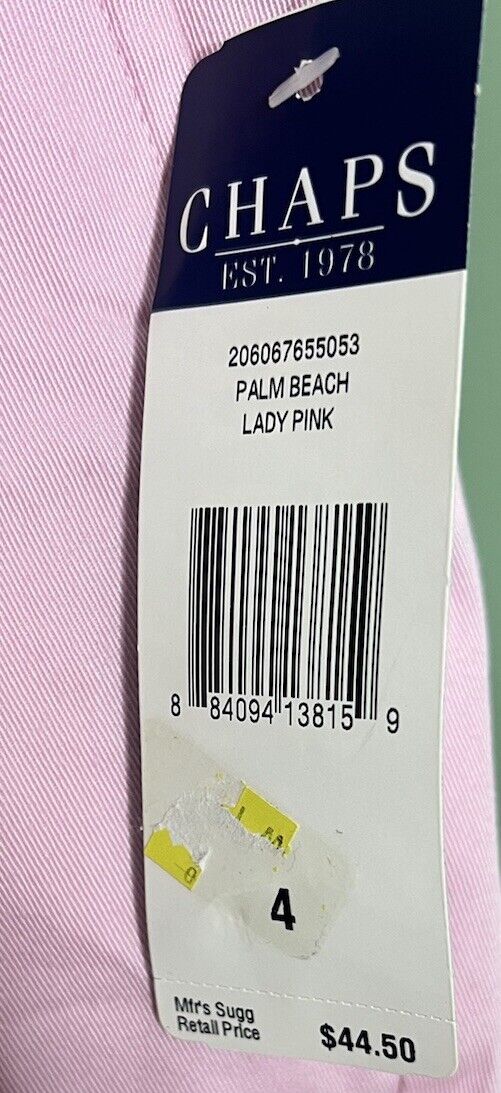 CHAPS
EST. 1978
206067655053
PALM BEACH
LADY PINK
8 84094 13815 9
4
Mfr's Sugg
Retail Price
$44.50